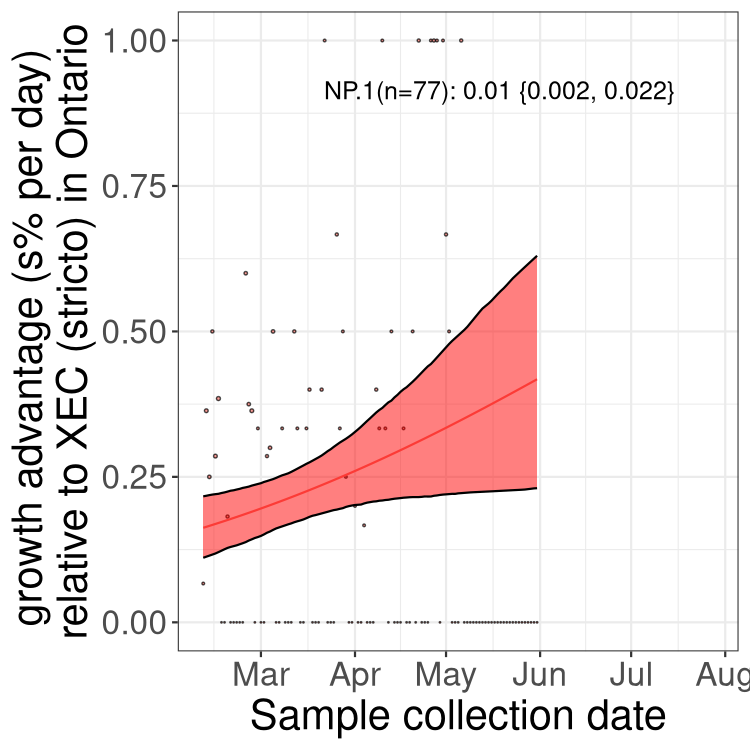 growth advantage (s% per day)
relative to XEC (stricto) in Ontario
1.00
0.75
0.50
0.25
0.00
NP.1(n=77): 0.01 {0.002, 0.022}
Mar Apr May Jun Jul Aug
Sample collection date